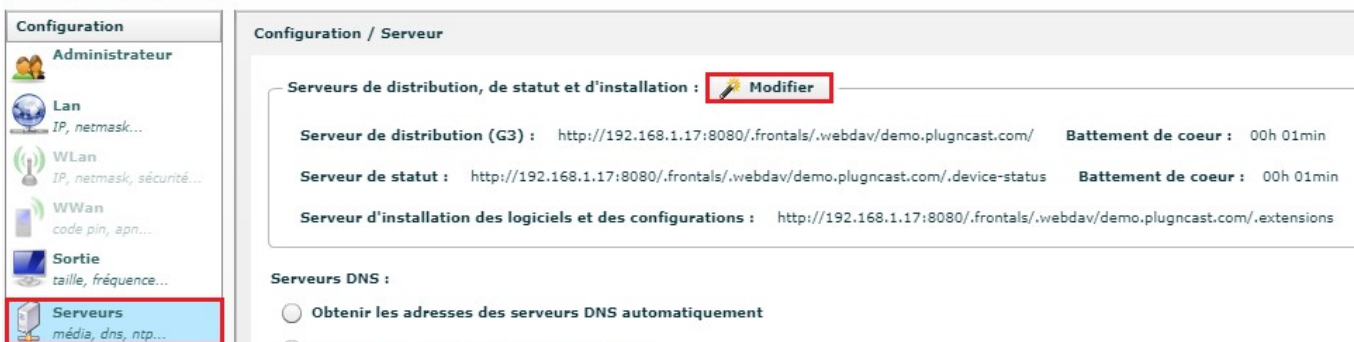 Configuration
Administrateur
Lan
IP, netmask...
WLan
IP, netmask, sécurité...
WWan
code pin, apn...
Sortie
taille, fréquence...
Serveurs
média, dns, ntp...
Configuration / Serveur
Serveurs de distribution, de statut et d'installation : Modifier
Serveur de distribution (G3) : http://192.168.1.17:8080/.frontals/.webdav/demo.plugncast.com/ Battement de coeur : 00h 01min
Serveur de statut : http://192.168.1.17:8080/.frontals/.webdav/demo.plugncast.com/.device-status Battement de coeur : 00h 01min
Serveur d'installation des logiciels et des configurations : http://192.168.1.17:8080/.frontals/.webdav/demo.plugncast.com/.extensions
Serveurs DNS :
Obtenir les adresses des serveurs DNS automatiquement